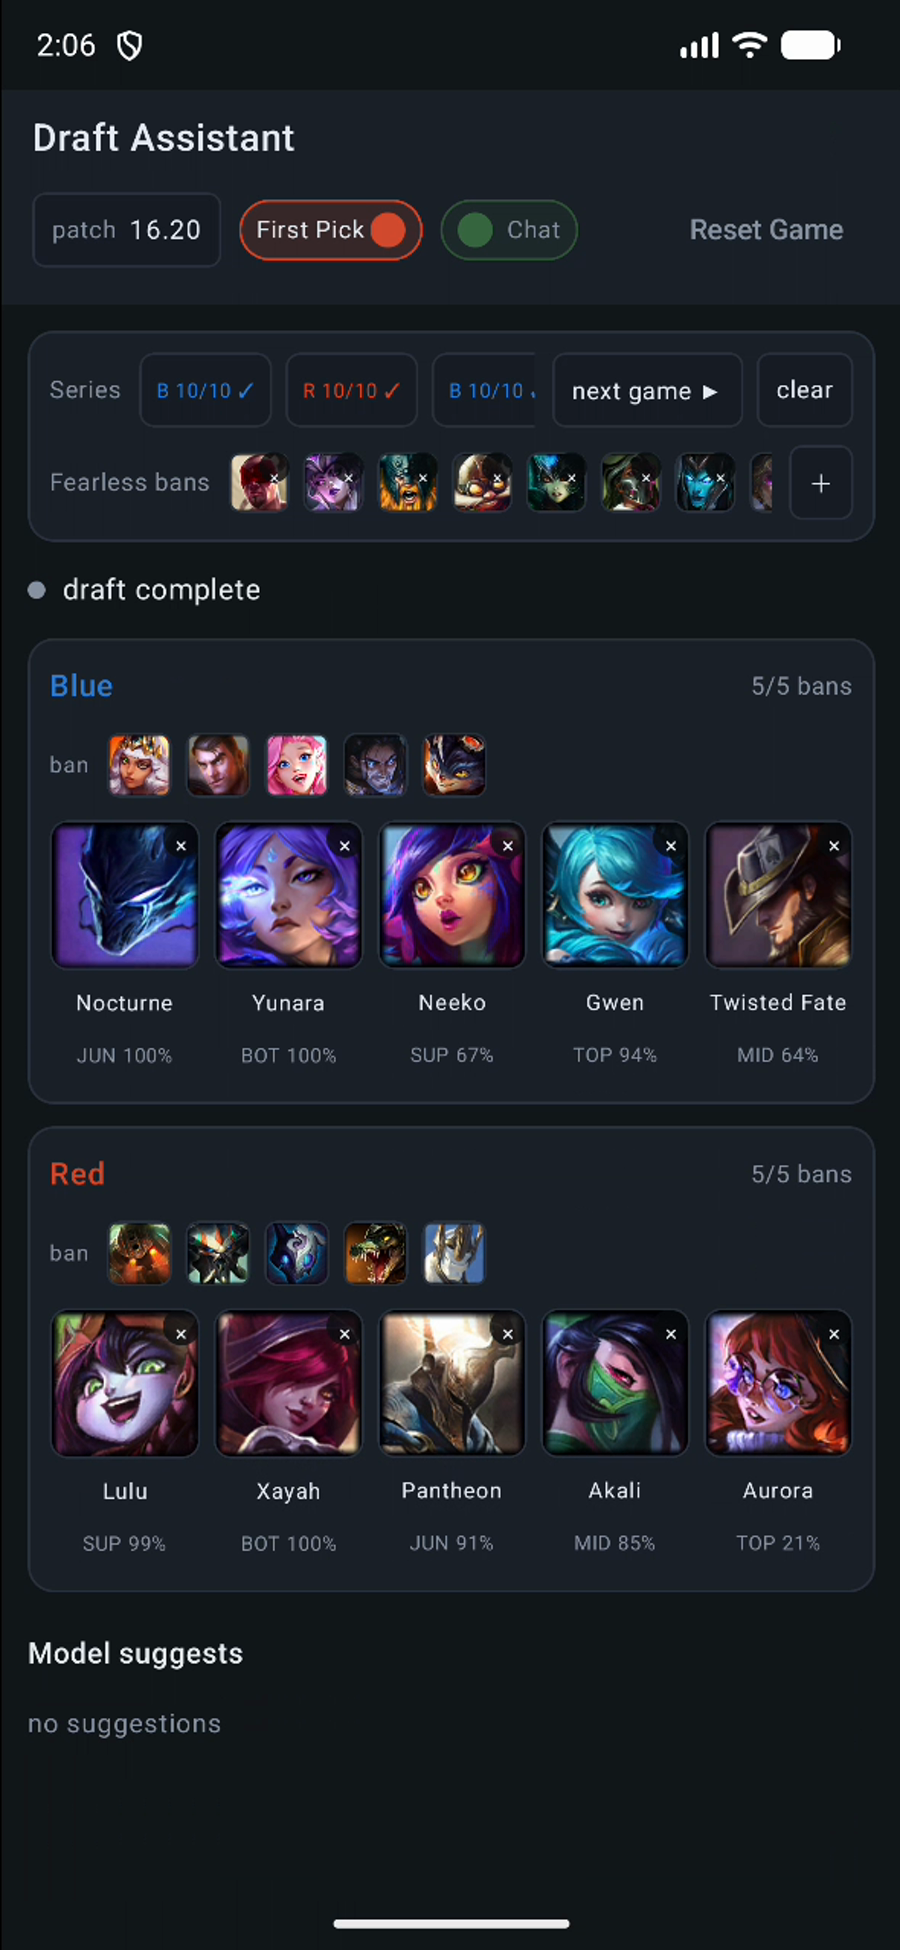 2:06
Draft Assistant
patch 16.20 First Pick Chat Reset Game
Series B 10/10 ✓ R 10/10 ✓ B 10/10 next game ► clear
Fearless bans × × × × × × × +
draft complete
Blue 5/5 bans
ban
× × × × ×
Nocturne Yunara Neeko Gwen Twisted Fate
JUN 100% BOT 100% SUP 67% TOP 94% MID 64%
Red 5/5 bans
ban
× × × × ×
Lulu Xayah Pantheon Akali Aurora
SUP 99% BOT 100% JUN 91% MID 85% TOP 21%
Model suggests
no suggestions